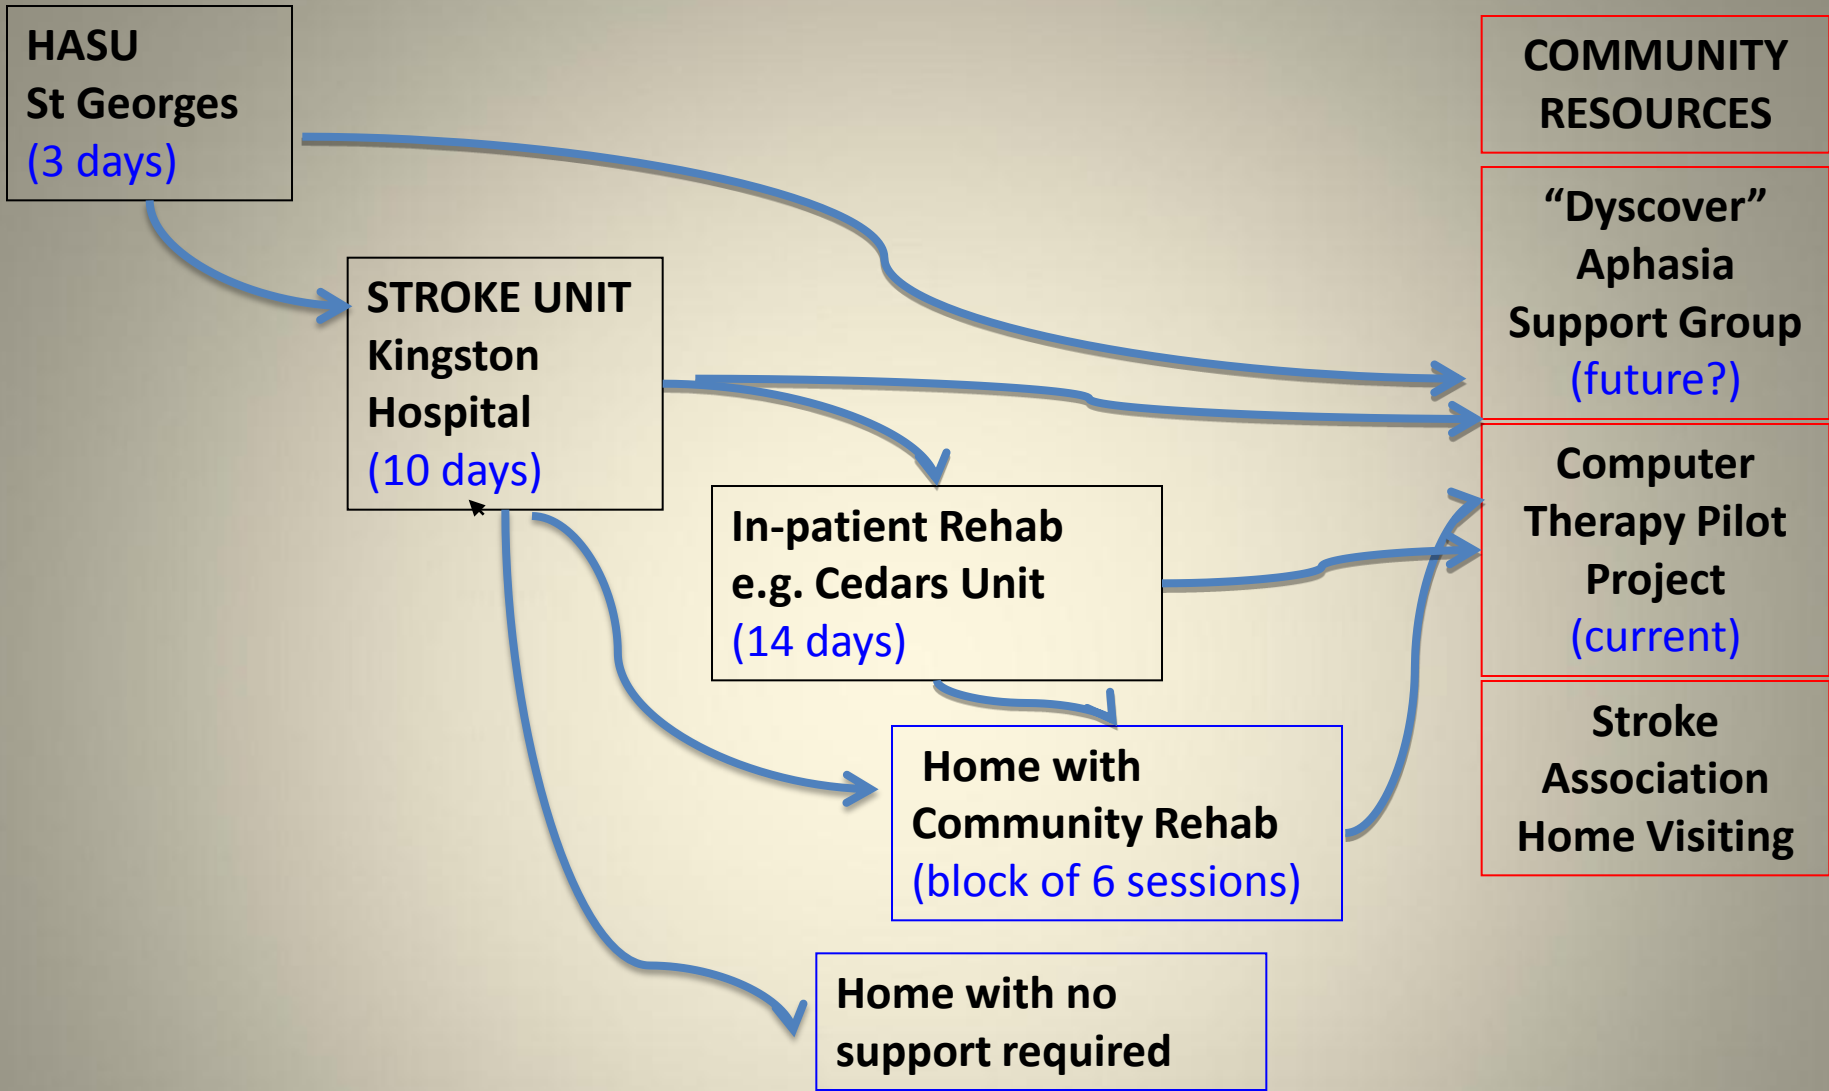 HASU
St Georges
(3 days)
STROKE UNIT
Kingston
Hospital
(10 days)
In-patient Rehab
e.g. Cedars Unit
(14 days)
Home with
Community Rehab
(block of 6 sessions)
Home with no
support required
COMMUNITY
RESOURCES
“Dyscover”
Aphasia
Support Group
(future?)
Computer
Therapy Pilot
Project
(current)
Stroke
Association
Home Visiting